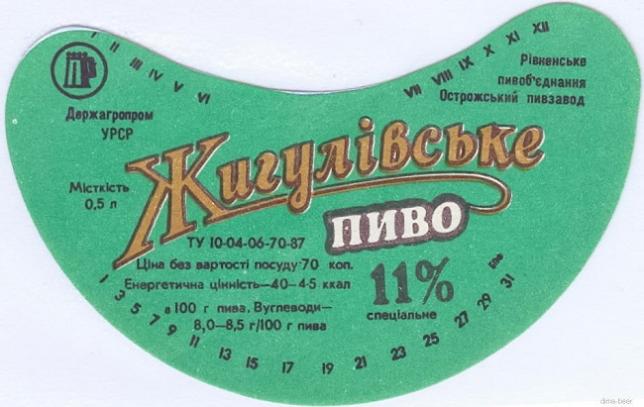 I II III IV V VI
VII VIII IX X XI XII
Держагропром
УРСР
Рівненське
пивоб'єднання
Острожський пивзавод
Жигулівське
пиво
Місткість
0,5 л
ТУ 10-04-06-70-87
Ціна без вартості посуду 70 коп.
Енергетична цінність—40—45 ккал
в 100 г пива. Вуглеводи—
8,0—8,5 г/100 г пива
11%
спеціальне
1 3 5 7 9 11 13 15 17 19 21 23 25 27 29 31
dima-beer